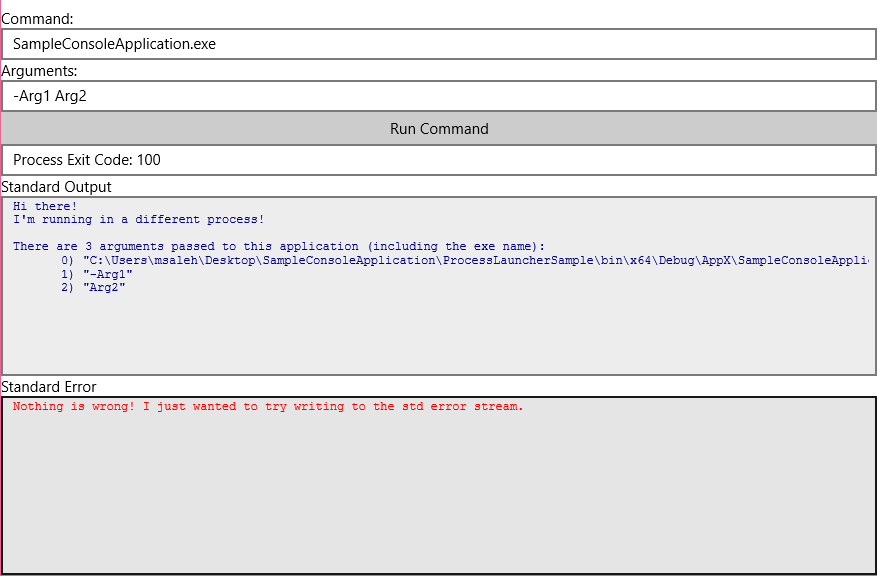 Command:
SampleConsoleApplication.exe
Arguments:
-Arg1 Arg2
Run Command
Process Exit Code: 100
Standard Output
Hi there!
I'm running in a different process!
There are 3 arguments passed to this application (including the exe name):
0) "C:\Users\msaleh\Desktop\SampleConsoleApplication\ProcessLauncherSample\bin\x64\Debug\AppX\SampleConsoleAppli
1) "-Arg1"
2) "Arg2"
Standard Error
Nothing is wrong! I just wanted to try writing to the std error stream.